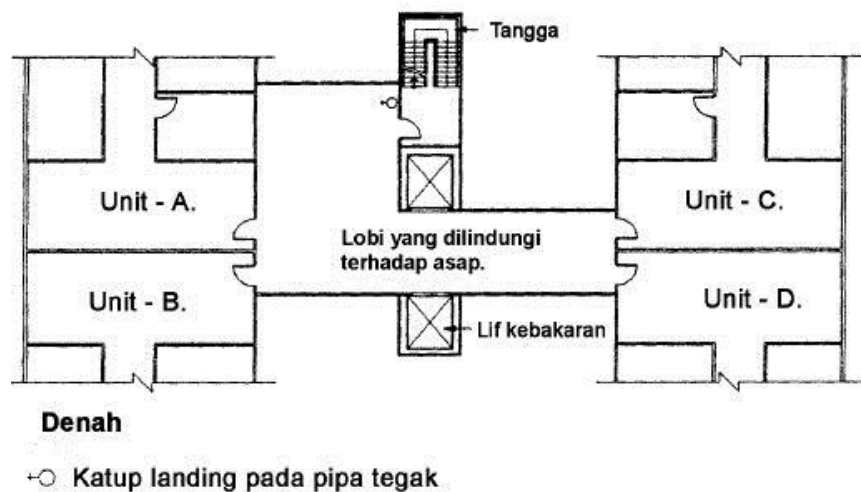 Tangga
Unit - A.
Unit - C.
Lobi yang dilindungi
terhadap asap.
Unit - B.
Unit - D.
Lif kebakaran
Denah
Katup landing pada pipa tegak